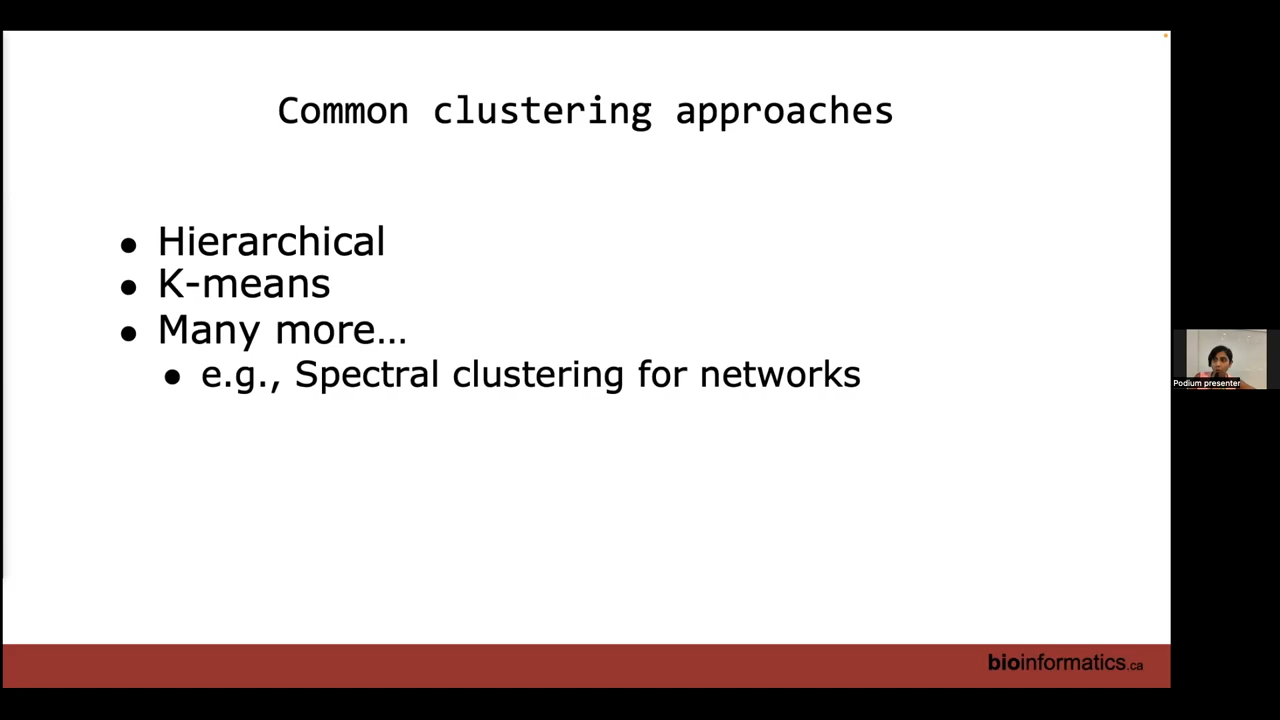 Common clustering approaches
● Hierarchical
● K-means
● Many more...
● e.g., Spectral clustering for networks
Podium presenter
bioinformatics.ca